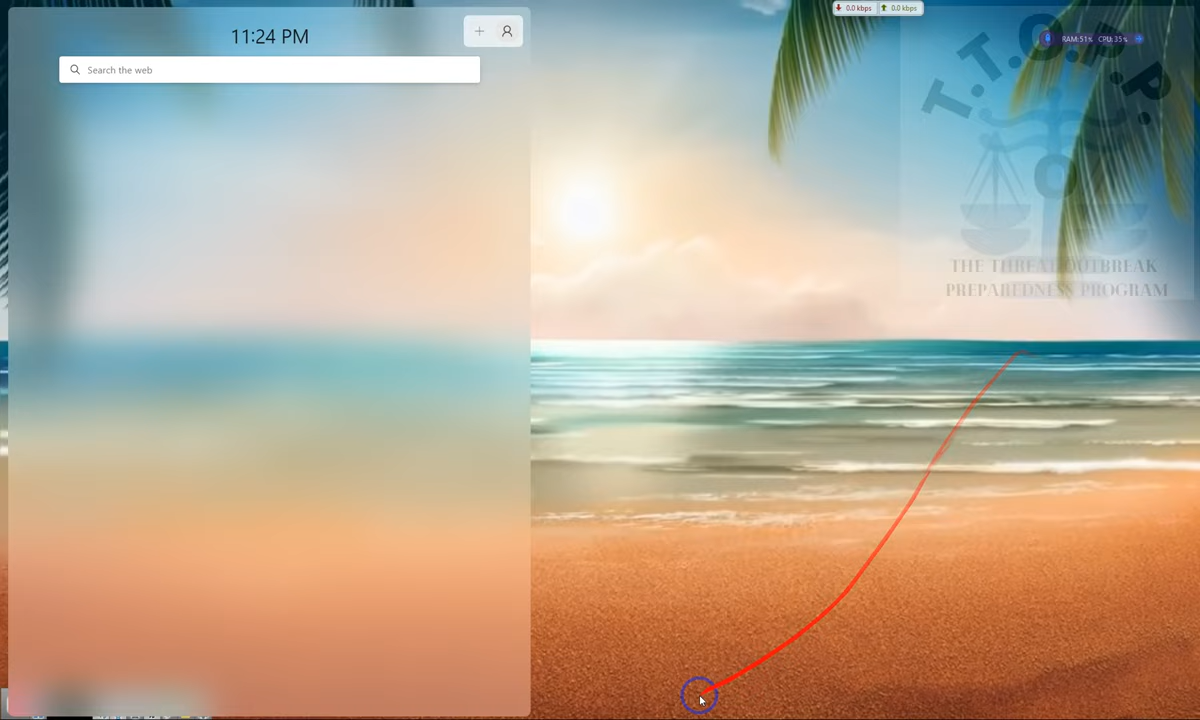 11:24 PM
Search the web
0.0 kbps 0.0 kbps
RAM:51% CPU:35%
T.T.O.P.P.
THE THREAT OUTBREAK
PREPAREDNESS PROGRAM